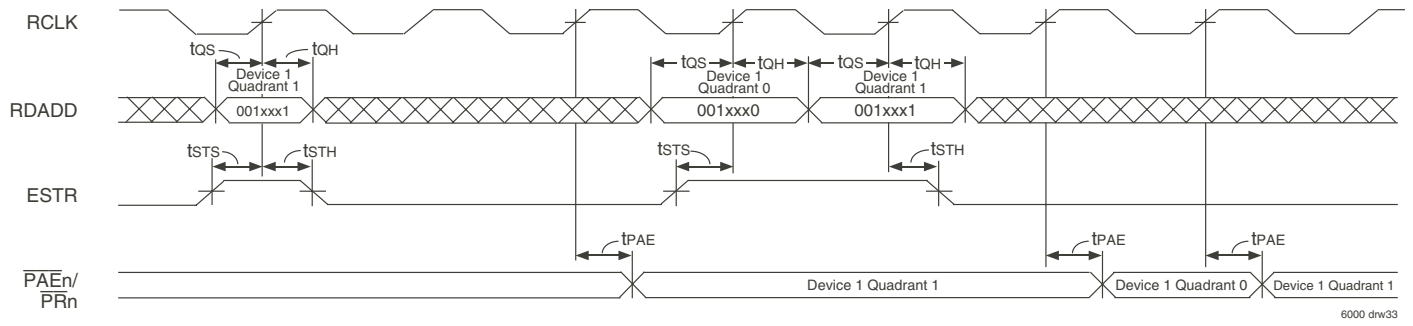 RCLK
tQS tQH
Device 1
Quadrant 1
tQS tQH tQS tQH
Device 1
Quadrant 0
Device 1
Quadrant 1
RDADD
001xxx1
001xxx0
001xxx1
tSTS tSTH
tSTS
tSTH
ESTR
tPAE
tPAE
tPAE
PAEn/
PRn
Device 1 Quadrant 1
Device 1 Quadrant 0
Device 1 Quadrant 1
6000 drw33